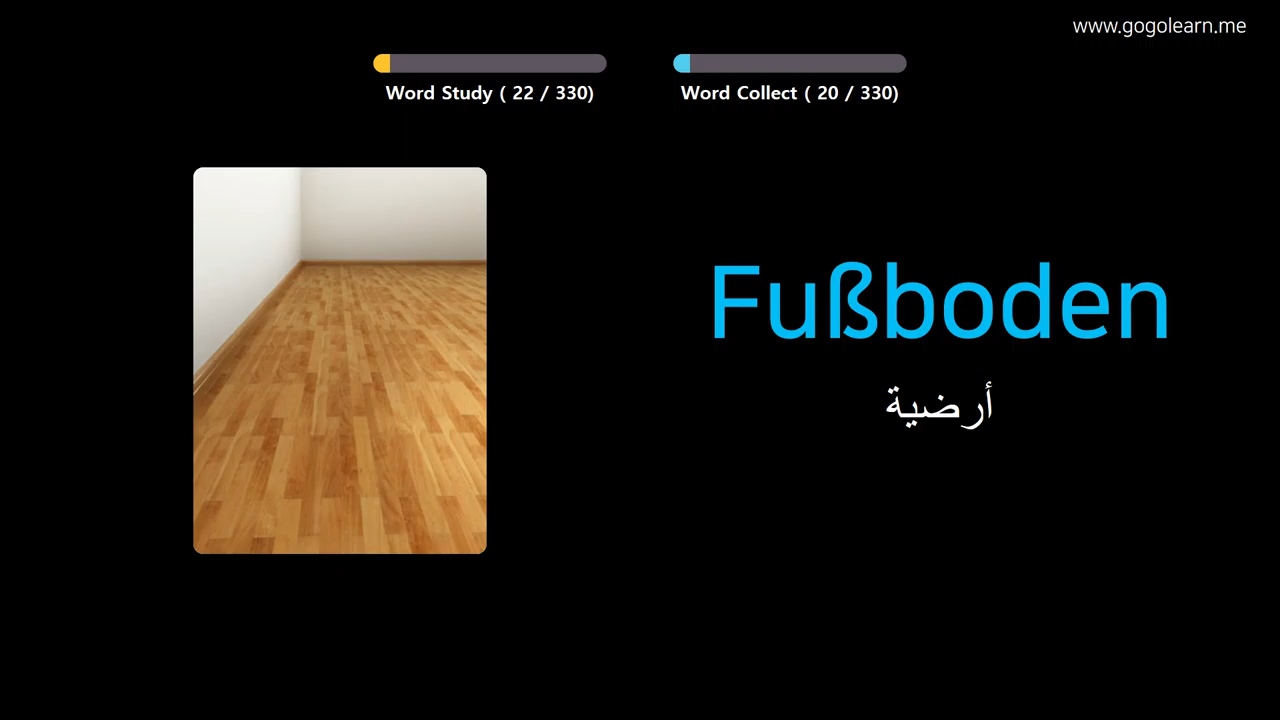 www.gogolearn.me
Word Study ( 22 / 330)
Word Collect ( 20 / 330)
Fußboden
أرضية